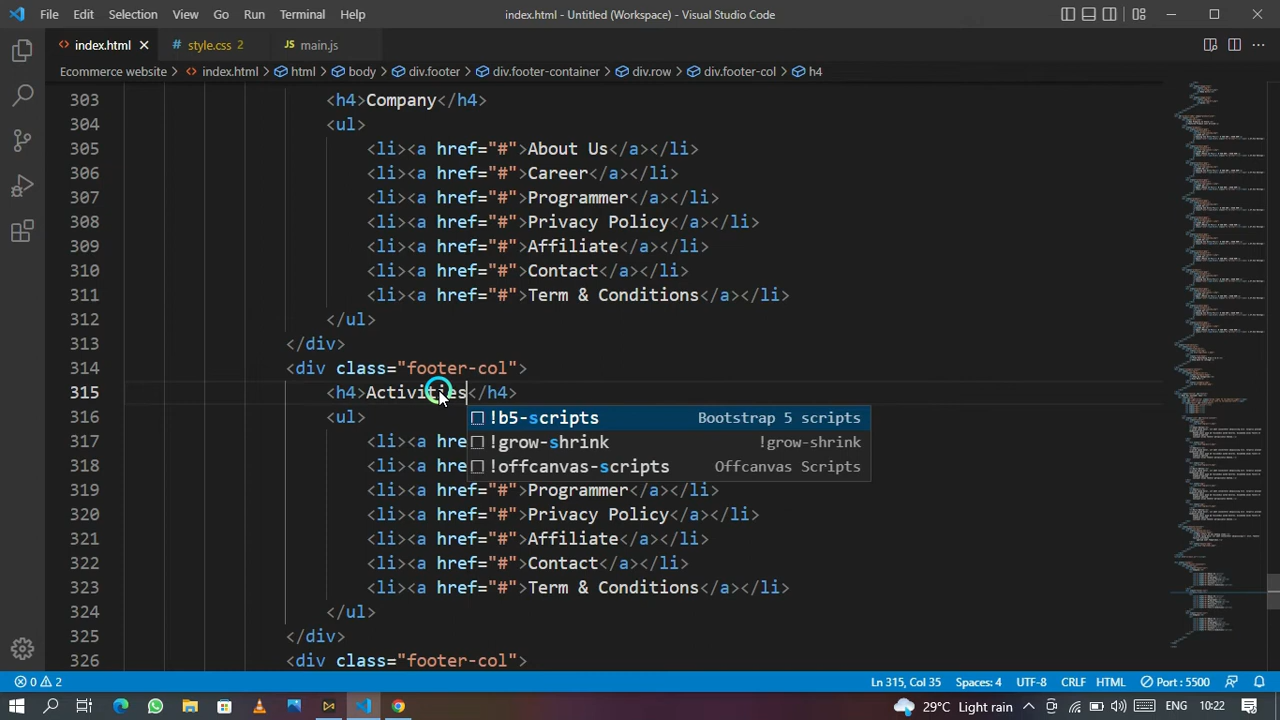 File Edit Selection View Go Run Terminal Help index.html - Untitled (Workspace) - Visual Studio Code
index.html style.css 2 main.js
Ecommerce website > index.html > html > body > div.footer > div.footer-container > div.row > div.footer-col > h4
303 <h4>Company</h4>
304 <ul>
305 <li><a href="#">About Us</a></li>
306 <li><a href="#">Career</a></li>
307 <li><a href="#">Programmer</a></li>
308 <li><a href="#">Privacy Policy</a></li>
309 <li><a href="#">Affiliate</a></li>
310 <li><a href="#">Contact</a></li>
311 <li><a href="#">Term & Conditions</a></li>
312 </ul>
313 </div>
314 <div class="footer-col">
315 <h4>Activities</h4>
316 <ul>
!b5-scripts Bootstrap 5 scripts
317 <li><a hre
!grow-shrink !grow-shrink
318 <li><a hre
!offcanvas-scripts Offcanvas Scripts
319 <li><a href="#">Programmer</a></li>
320 <li><a href="#">Privacy Policy</a></li>
321 <li><a href="#">Affiliate</a></li>
322 <li><a href="#">Contact</a></li>
323 <li><a href="#">Term & Conditions</a></li>
324 </ul>
325 </div>
326 <div class="footer-col">
0 2 Ln 315, Col 35 Spaces: 4 UTF-8 CRLF HTML Port : 5500
29°C Light rain ENG 10:22